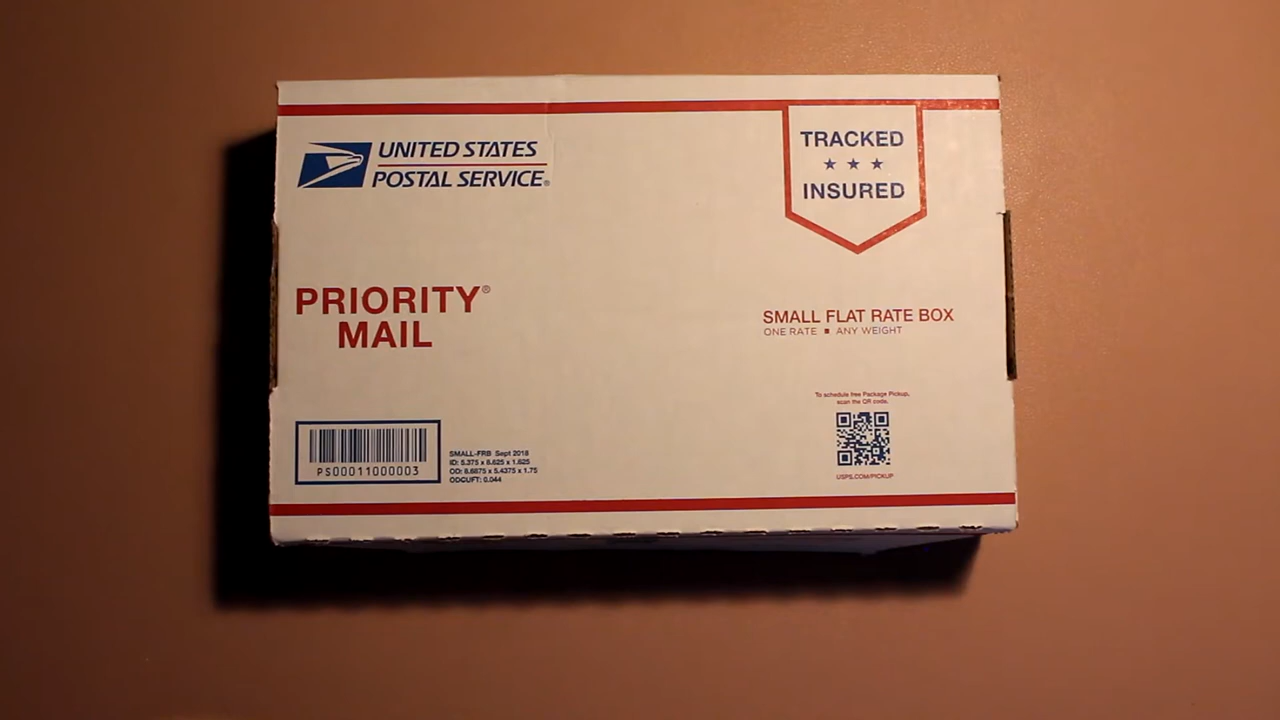 UNITED STATES
POSTAL SERVICE®
TRACKED
INSURED
PRIORITY®
MAIL
SMALL FLAT RATE BOX
ONE RATE ■ ANY WEIGHT
To schedule free Package Pickup,
scan the QR code.
USPS.COM/PICKUP
PS00011000003
SMALL-FRB Sept 2018
ID: 5.375 x 8.625 x 1.625
OD: 8.6875 x 5.4375 x 1.75
ODCUFT: 0.044